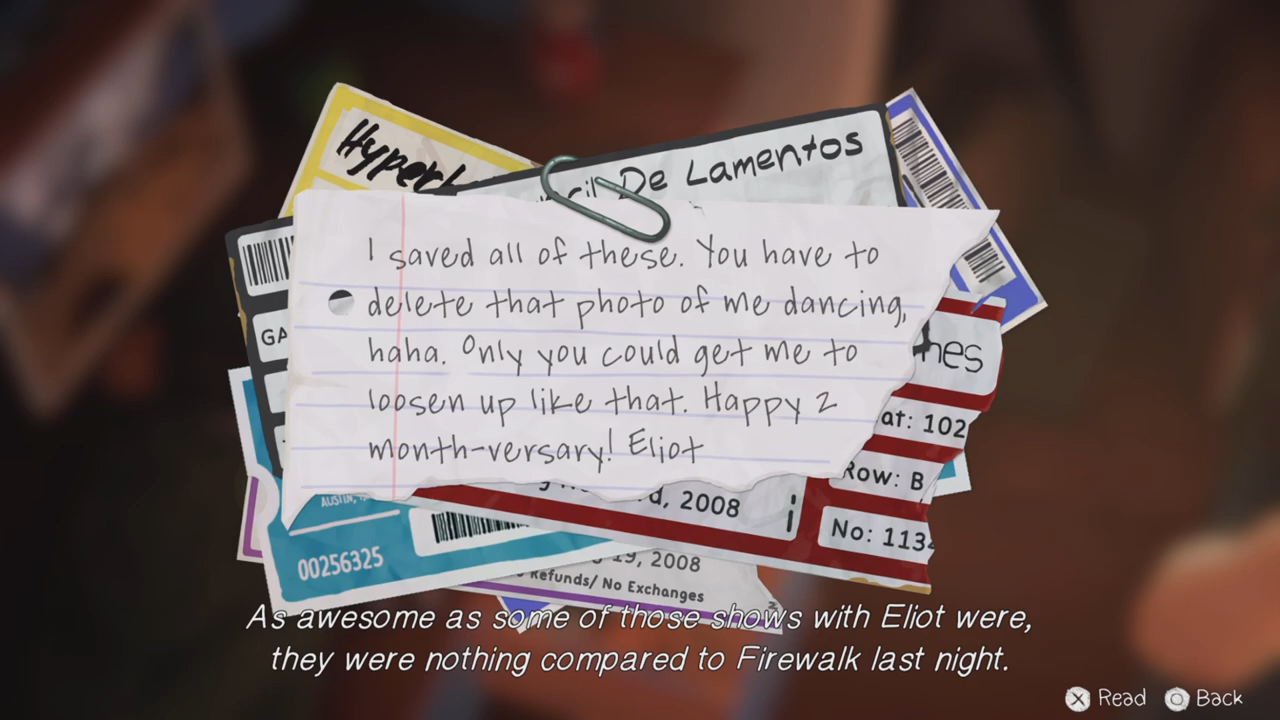 De Lamentos
I saved all of these. You have to
delete that photo of me dancing,
haha. Only you could get me to
loosen up like that. Happy 2
month-versary! Eliot
Row: B
2008
No: 113
00256325
19, 2008
Refunds/ No Exchanges
As awesome as some of those shows with Eliot were,
they were nothing compared to Firewalk last night.
Read Back